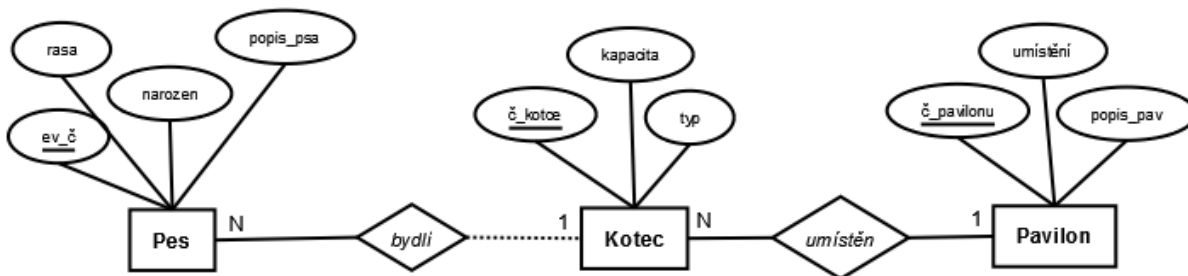 rasa
popis_psa
narozen
ev_č
kapacita
č_kotce
typ
umístění
č_pavilonu
popis_pav
Pes
N
bydlí
1
Kotec
N
umístěn
1
Pavilon